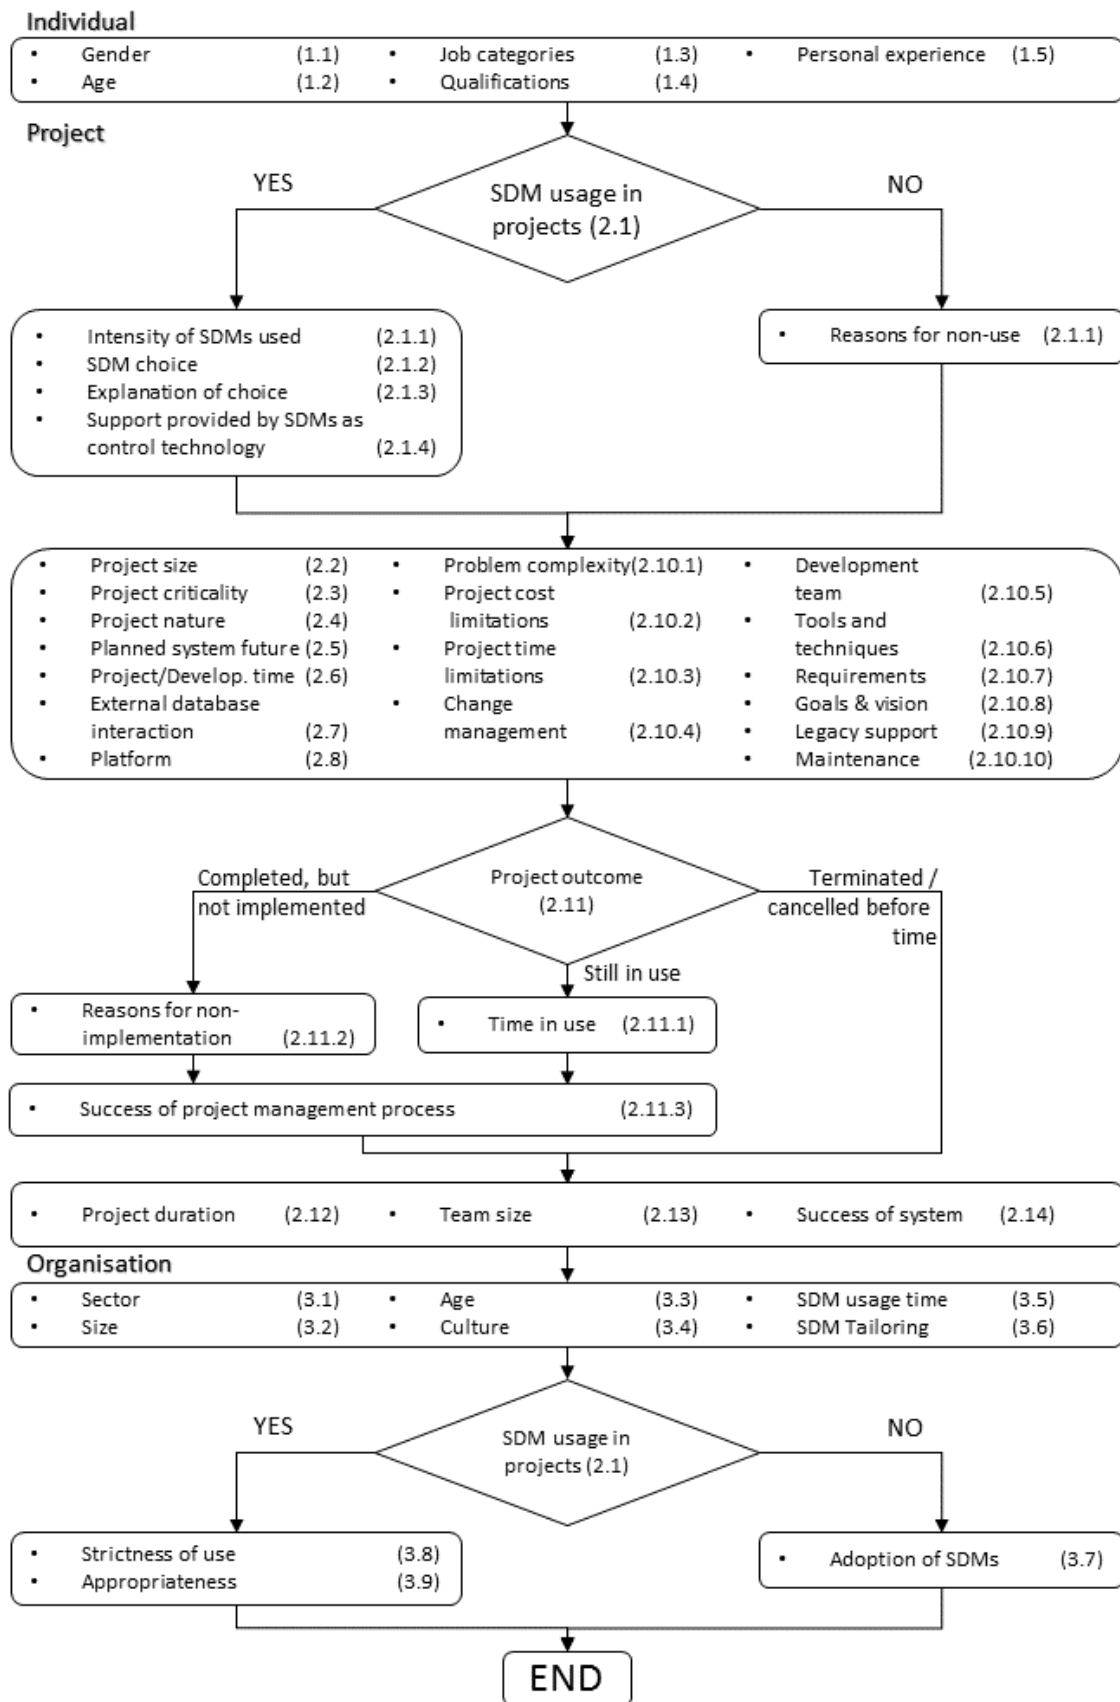 Individual
• Gender (1.1) • Job categories (1.3) • Personal experience (1.5)
• Age (1.2) • Qualifications (1.4)
Project
YES
NO
SDM usage in
projects (2.1)
• Intensity of SDMs used (2.1.1)
• SDM choice (2.1.2)
• Explanation of choice (2.1.3)
• Support provided by SDMs as
control technology (2.1.4)
• Reasons for non-use (2.1.1)
• Project size (2.2)
• Project criticality (2.3)
• Project nature (2.4)
• Planned system future (2.5)
• Project/Develop. time (2.6)
• External database
interaction (2.7)
• Platform (2.8)
• Problem complexity(2.10.1)
• Project cost
limitations (2.10.2)
• Project time
limitations (2.10.3)
• Change
management (2.10.4)
• Development
team (2.10.5)
• Tools and
techniques (2.10.6)
• Requirements (2.10.7)
• Goals & vision (2.10.8)
• Legacy support (2.10.9)
• Maintenance (2.10.10)
Project outcome
(2.11)
Completed, but
not implemented
Terminated /
cancelled before
time
Still in use
• Reasons for non-
implementation (2.11.2)
• Time in use (2.11.1)
• Success of project management process (2.11.3)
• Project duration (2.12) • Team size (2.13) • Success of system (2.14)
Organisation
• Sector (3.1) • Age (3.3) • SDM usage time (3.5)
• Size (3.2) • Culture (3.4) • SDM Tailoring (3.6)
YES
NO
SDM usage in
projects (2.1)
• Strictness of use (3.8)
• Appropriateness (3.9)
• Adoption of SDMs (3.7)
END